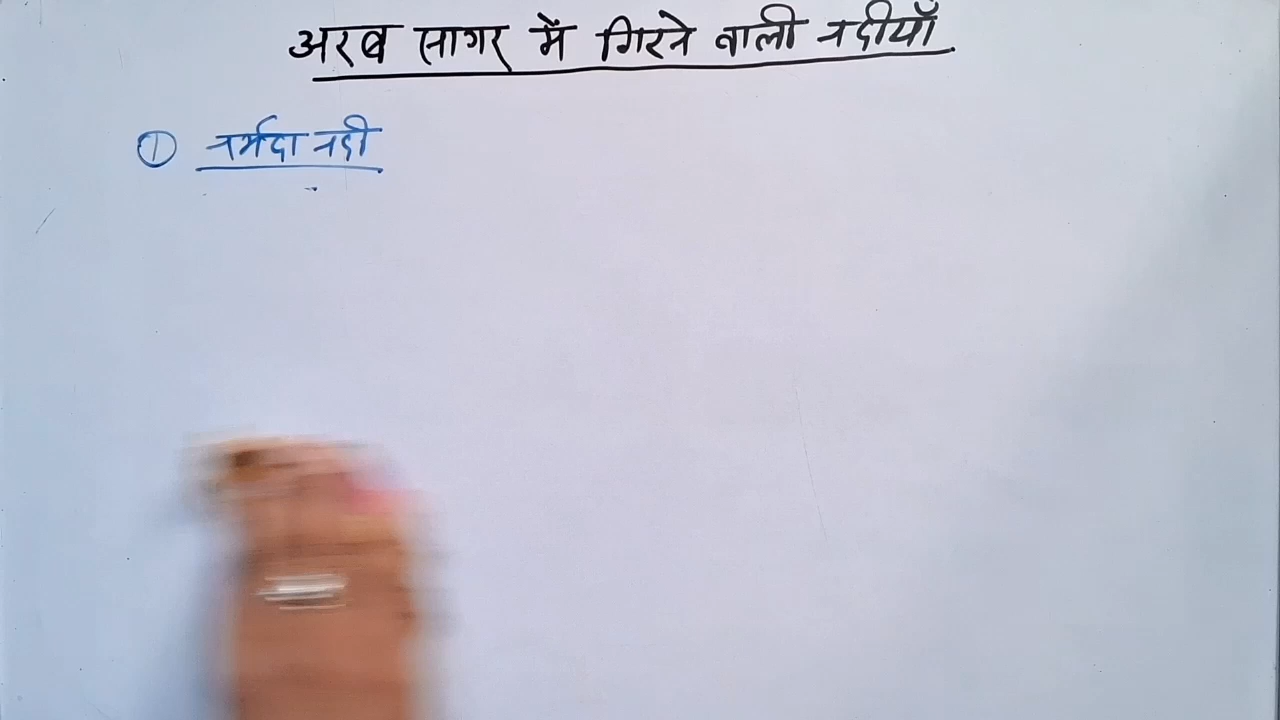 अरब सागर में गिरने वाली नदीयाँ
① नर्मदा नदी